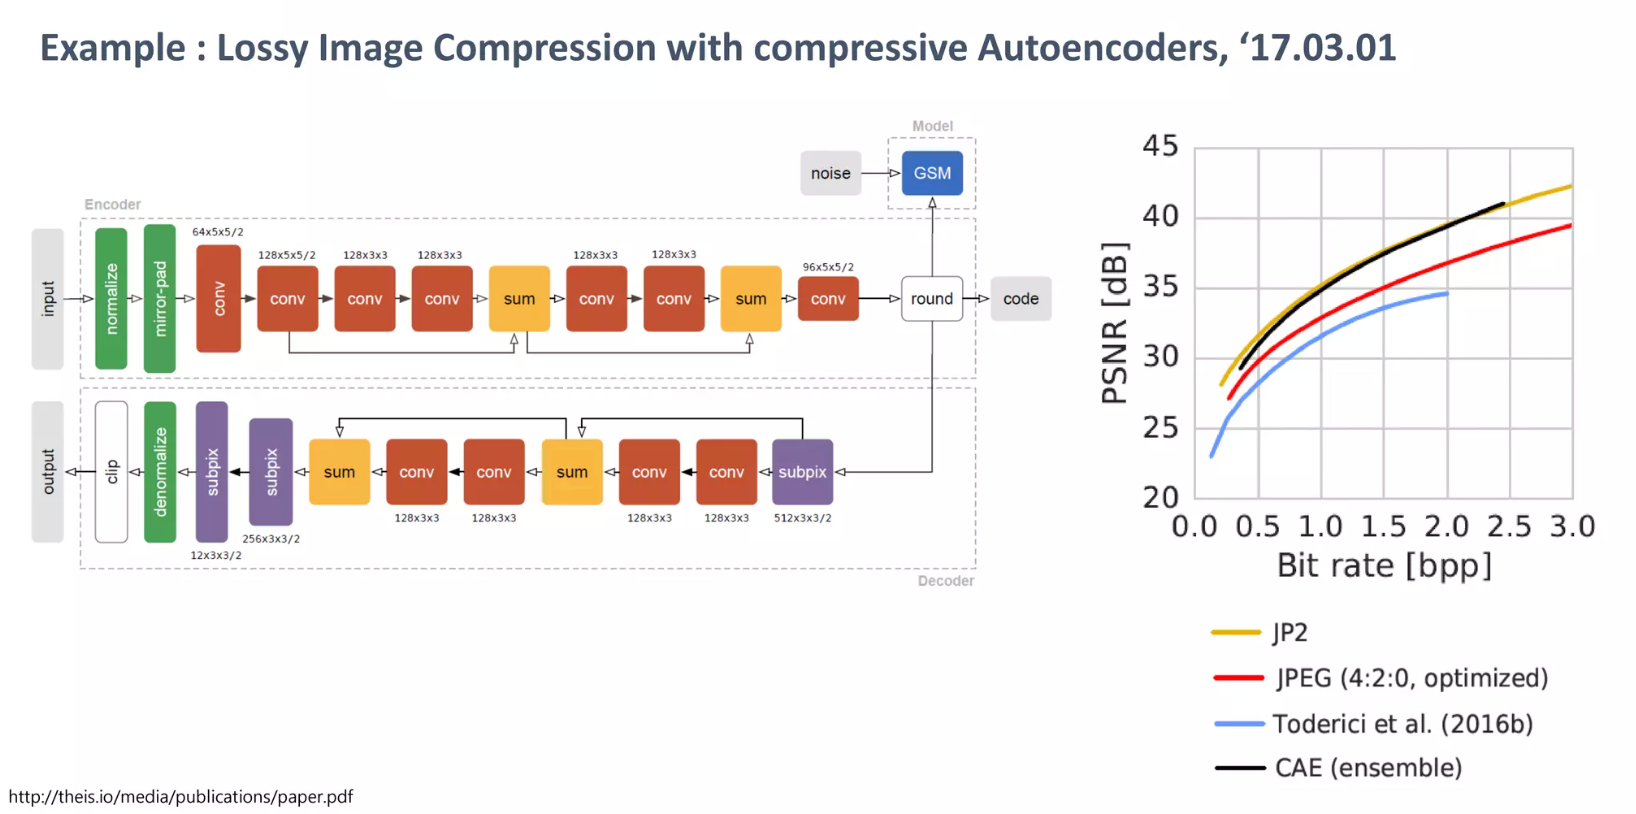 Example : Lossy Image Compression with compressive Autoencoders, ‘17.03.01
Model
noise
GSM
Encoder
input
normalize
mirror-pad
64x5x5/2
conv
128x5x5/2
conv
128x3x3
conv
128x3x3
conv
sum
128x3x3
conv
128x3x3
conv
sum
96x5x5/2
conv
round
code
output
clip
denormalize
subpix
12x3x3/2
subpix
256x3x3/2
sum
conv
128x3x3
conv
128x3x3
sum
conv
128x3x3
conv
128x3x3
subpix
512x3x3/2
Decoder
PSNR [dB]
45
40
35
30
25
20
0.0 0.5 1.0 1.5 2.0 2.5 3.0
Bit rate [bpp]
JP2
JPEG (4:2:0, optimized)
Toderici et al. (2016b)
CAE (ensemble)
http://theis.io/media/publications/paper.pdf